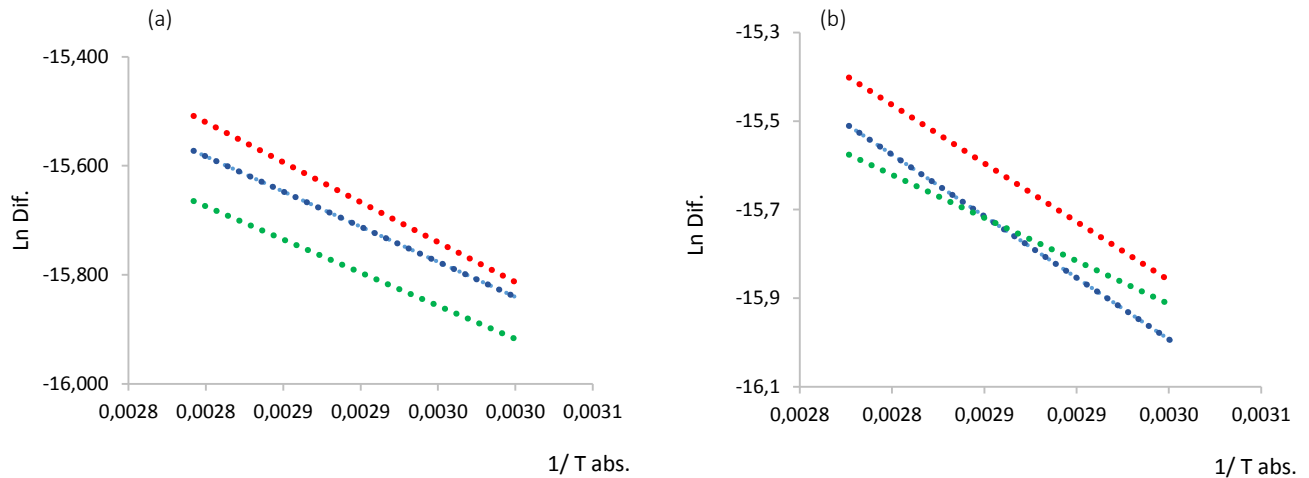 (a)
-15,400
-15,600
-15,800
-16,000
Ln Dif.
0,0028 0,0028 0,0029 0,0029 0,0030 0,0030 0,0031
1/ T abs.
(b)
-15,3
-15,5
-15,7
-15,9
-16,1
Ln Dif.
0,0028 0,0028 0,0029 0,0029 0,0030 0,0031
1/ T abs.